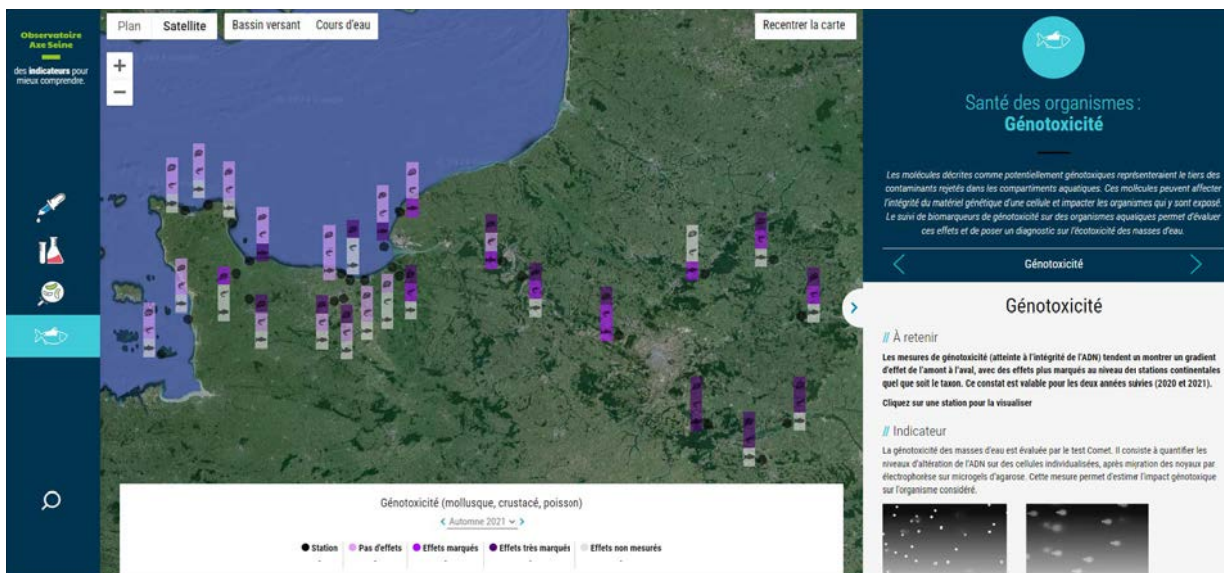 Observatoire
Axe Seine
des indicateurs pour
mieux comprendre.
Plan Satellite Bassin versant Cours d'eau
Recentrer la carte
+
−
Santé des organismes :
Génotoxicité
Les molécules décrites comme potentiellement génotoxiques représenteraient le tiers des
contaminants rejetés dans les compartiments aquatiques. Ces molécules peuvent affecter
l'intégrité du matériel génétique d'une cellule et impacter les organismes qui y sont exposé.
Le suivi de biomarqueurs de génotoxicité sur des organismes aquatiques permet d'évaluer
ces effets et de poser un diagnostic sur l'écotoxicité des masses d'eau.
Génotoxicité
Génotoxicité
// À retenir
Les mesures de génotoxicité (atteinte à l'intégrité de l'ADN) tendent un montrer un gradient
d'effet de l'amont à l'aval, avec des effets plus marqués au niveau des stations continentales
quel que soit le taxon. Ce constat est valable pour les deux années suivies (2020 et 2021).
Cliquez sur une station pour la visualiser
// Indicateur
La génotoxicité des masses d'eau est évaluée par le test Comet. Il consiste à quantifier les
niveaux d'altération de l'ADN sur des cellules individualisées, après migration des noyaux par
électrophorèse sur microgels d'agarose. Cette mesure permet d'estimer l'impact génotoxique
sur l'organisme considéré.
Génotoxicité (mollusque, crustacé, poisson)
Automne 2021
Station Pas d'effets Effets marqués Effets très marqués Effets non mesurés
- - - - -